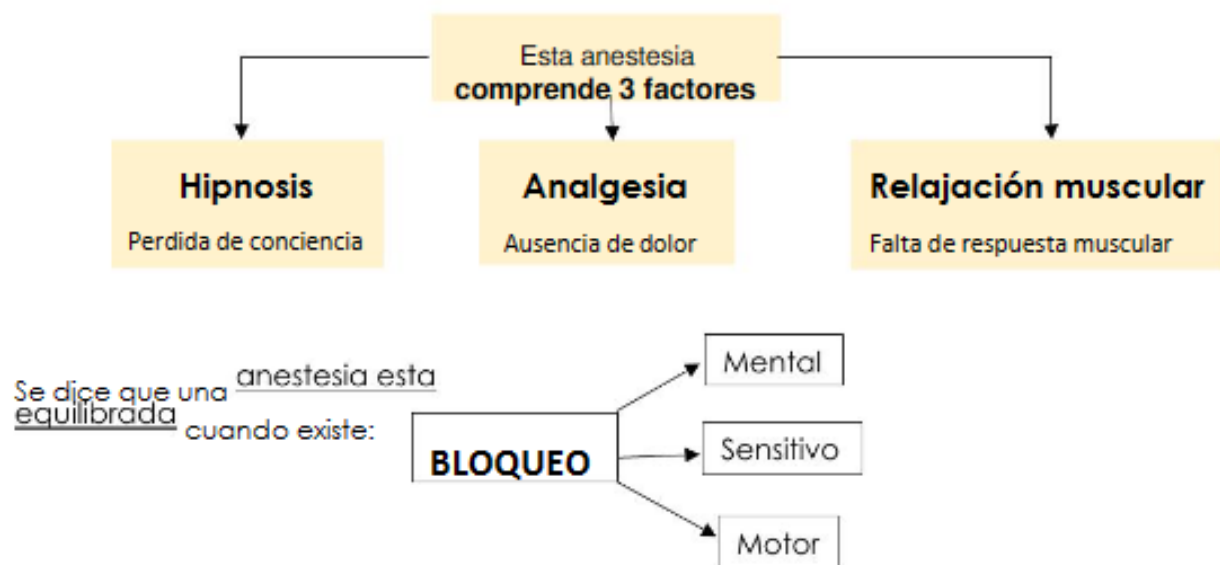 Esta anestesia
comprende 3 factores
Hipnosis
Perdida de conciencia
Analgesia
Ausencia de dolor
Relajación muscular
Falta de respuesta muscular
Se dice que una anestesia esta
equilibrada cuando existe:
BLOQUEO
Mental
Sensitivo
Motor